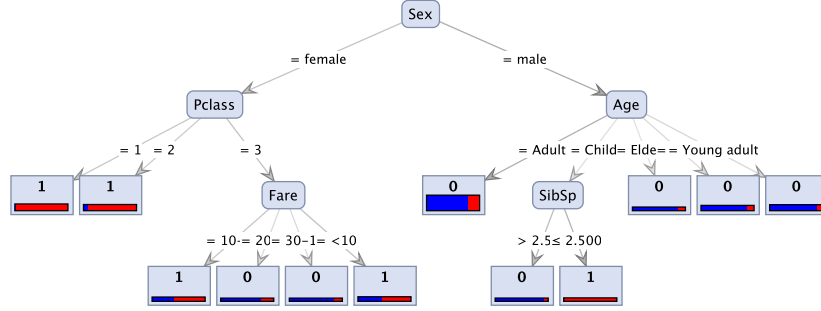 Sex
= female
= male
Pclass
Age
= 1
= 2
= 3
= Adult
= Child
= Elde
=
= Young adult
1
1
Fare
0
SibSp
0
0
0
= 10-
= 20
= 30-1
= <10
> 2.5
≤ 2.500
1
0
0
1
0
1